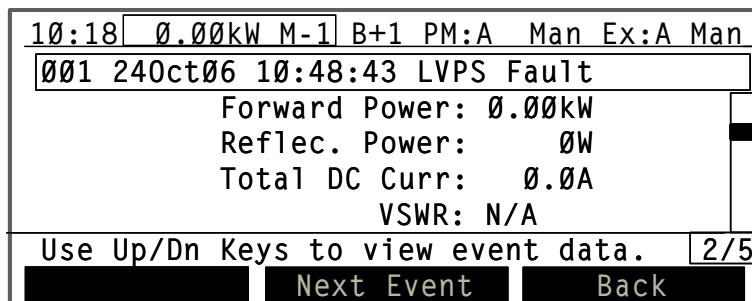 10:18 0.00kW M-1 B+1 PM:A Man Ex:A Man
001 24Oct06 10:48:43 LVPS Fault
Forward Power: 0.00kW
Reflec. Power: 0W
Total DC Curr: 0.0A
VSWR: N/A
Use Up/Dn Keys to view event data. 2/5
Next Event Back